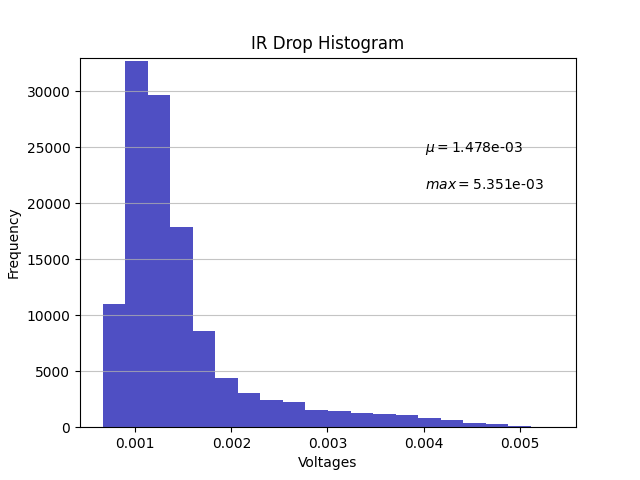 IR Drop Histogram
30000
25000
20000
15000
10000
5000
0
Frequency
μ = 1.478e-03
max = 5.351e-03
0.001 0.002 0.003 0.004 0.005
Voltages